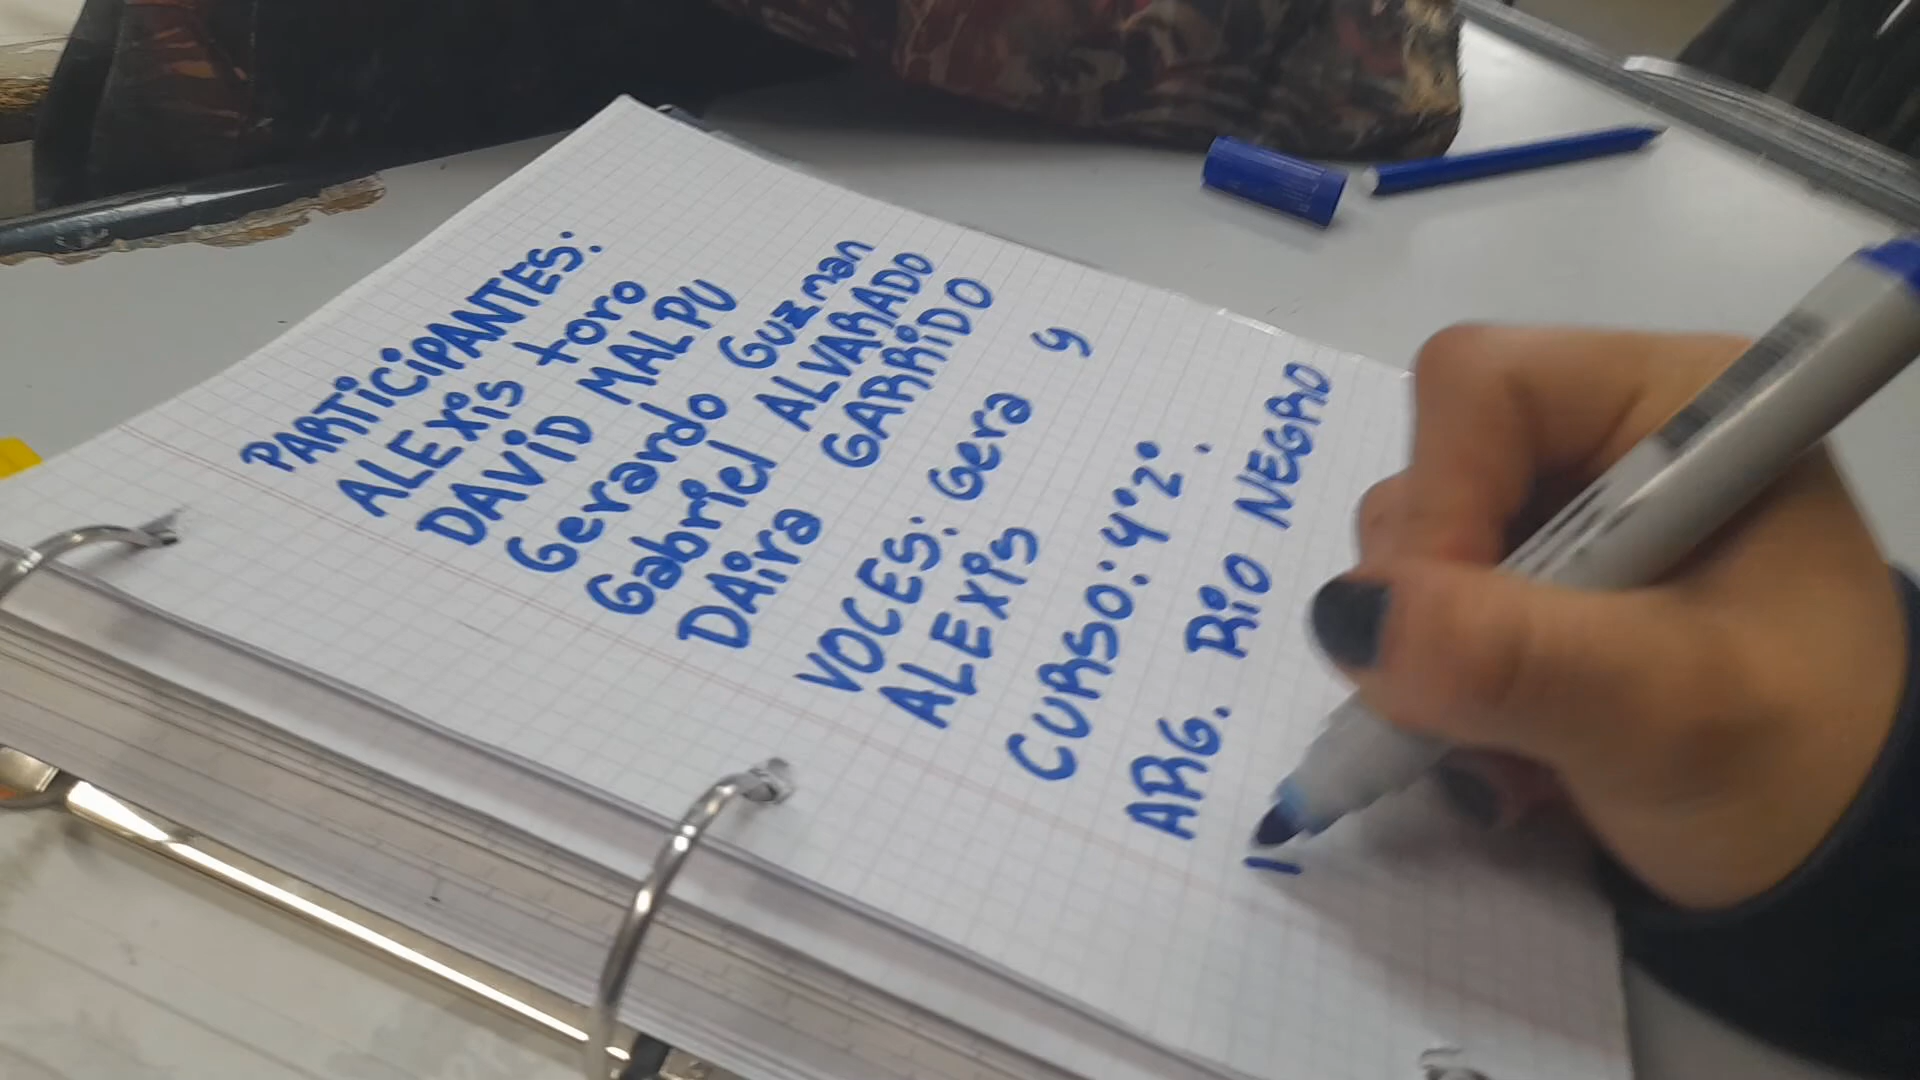 PARTiCiPANTES:
ALEXis toro
DAViD MALPU
Gerardo Guzman
Gabriel ALVARADO
DAira GARRiDO
VOCES: Gera y
ALEXis
CURSO: 4°2°.
ARG. RiO NEGRO